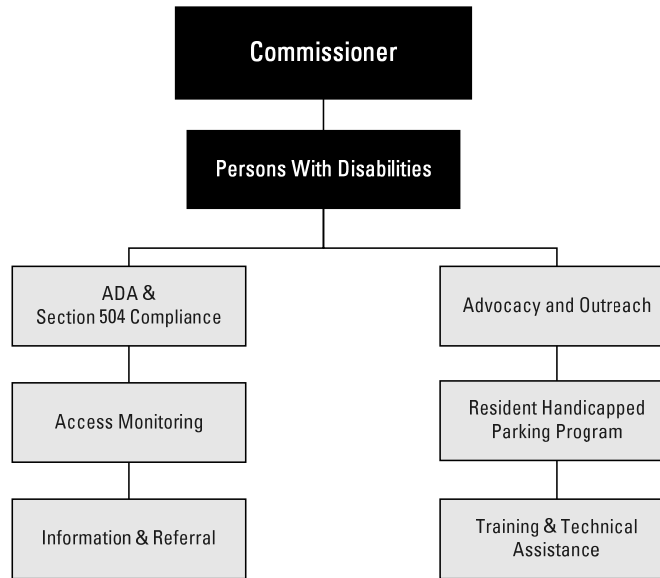 Commissioner
Persons With Disabilities
ADA &
Section 504 Compliance
Access Monitoring
Information & Referral
Advocacy and Outreach
Resident Handicapped
Parking Program
Training & Technical
Assistance